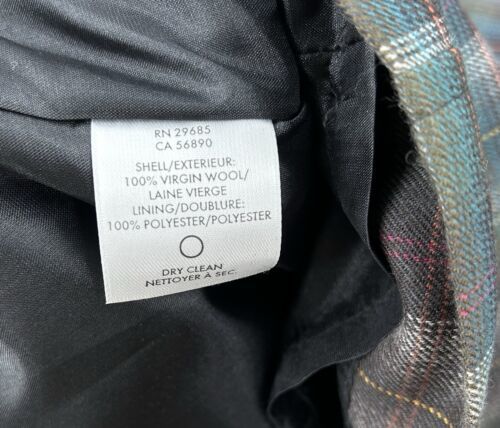 RN 29685
CA 56890
SHELL/EXTERIEUR:
100% VIRGIN WOOL/
LAINE VIERGE
LINING/DOUBLURE:
100% POLYESTER/POLYESTER
DRY CLEAN
NETTOYER À SEC.